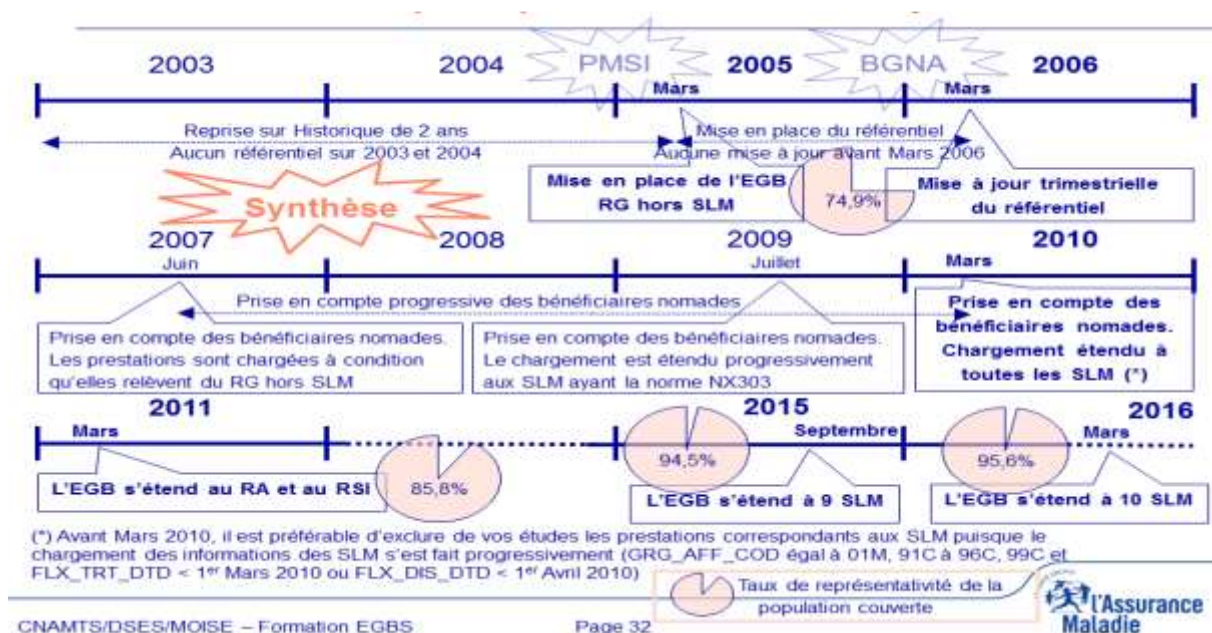 2003
2004
PMSI
2005
BGNA
2006
Mars
Mars
Reprise sur Historique de 2 ans
Aucun référentiel sur 2003 et 2004
Mise en place du référentiel
Aucune mise à jour avant Mars 2006
Mise en place de l'EGB
RG hors SLM
74,9%
Mise à jour trimestrielle
du référentiel
Synthèse
2007
2008
2009
2010
Juin
Juillet
Mars
Prise en compte progressive des bénéficiaires nomades
Prise en compte des bénéficiaires nomades.
Les prestations sont chargées à condition
qu'elles relèvent du RG hors SLM
Prise en compte des bénéficiaires nomades.
Le chargement est étendu progressivement
aux SLM ayant la norme NX303
Prise en compte des
bénéficiaires nomades.
Chargement étendu à
toutes les SLM (*)
2011
2015
2016
Mars
Septembre
Mars
L'EGB s'étend au RA et au RSI
85,8%
94,5%
L'EGB s'étend à 9 SLM
95,6%
L'EGB s'étend à 10 SLM
(*) Avant Mars 2010, il est préférable d'exclure de vos études les prestations correspondants aux SLM puisque le
chargement des informations des SLM s'est fait progressivement (GRG_AFF_COD égal à 01M, 91C à 96C, 99C et
FLX_TRT_DTD < 1er Mars 2010 ou FLX_DIS_DTD < 1er Avril 2010)
Taux de représentativité de la
population couverte
l'Assurance
Maladie
CNAMTS/DSES/MOISE – Formation EGBS
Page 32